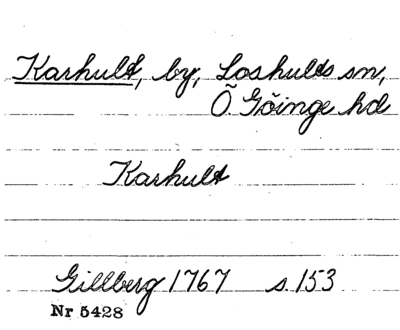 Karhult, by, Loshults sn,
Ö. Göinge hd
Karhult
Gillberg 1767 s. 153
Nr 5428